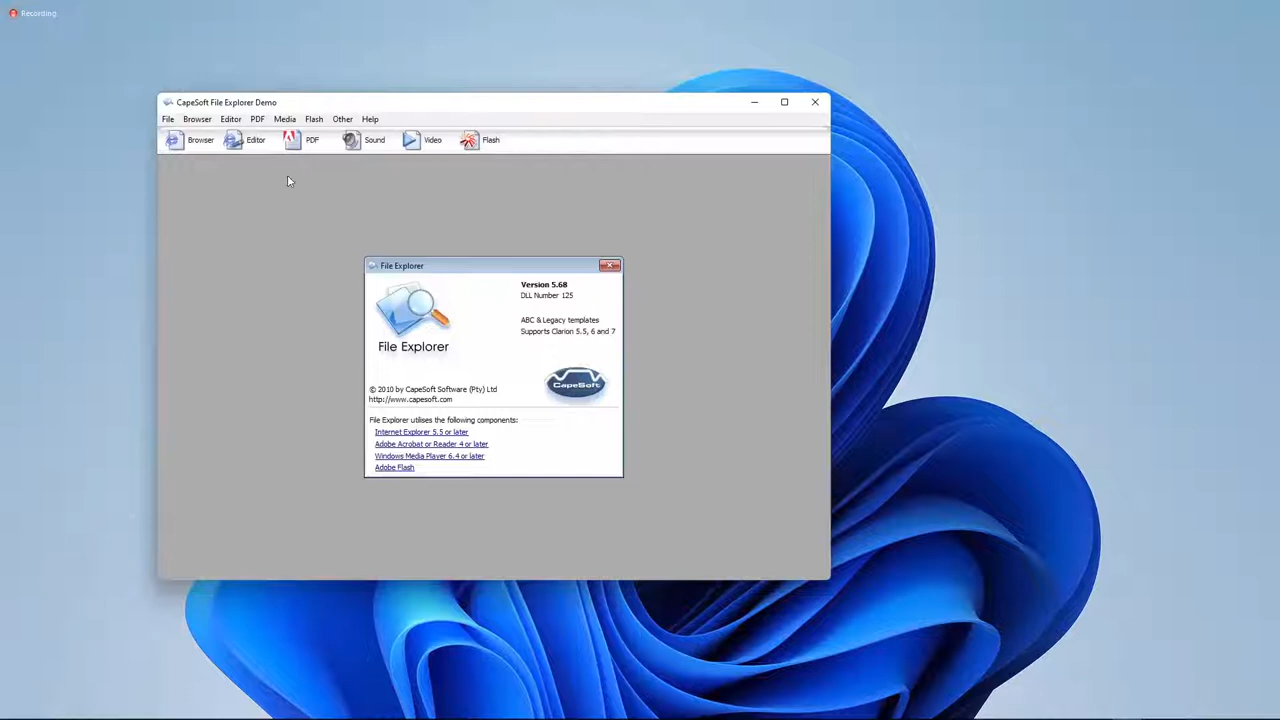 Recording
CapeSoft File Explorer Demo
File Browser Editor PDF Media Flash Other Help
Browser Editor PDF Sound Video Flash
File Explorer
Version 5.68
DLL Number 125
ABC & Legacy templates
Supports Clarion 5.5, 6 and 7
File Explorer
CapeSoft
© 2010 by CapeSoft Software (Pty) Ltd
http://www.capesoft.com
File Explorer utilises the following components:
Internet Explorer 5.5 or later
Adobe Acrobat or Reader 4 or later
Windows Media Player 6.4 or later
Adobe Flash